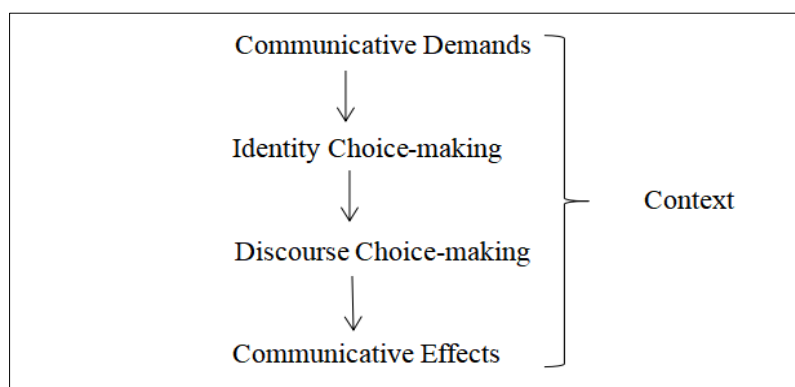 Communicative Demands
Identity Choice-making
Context
Discourse Choice-making
Communicative Effects